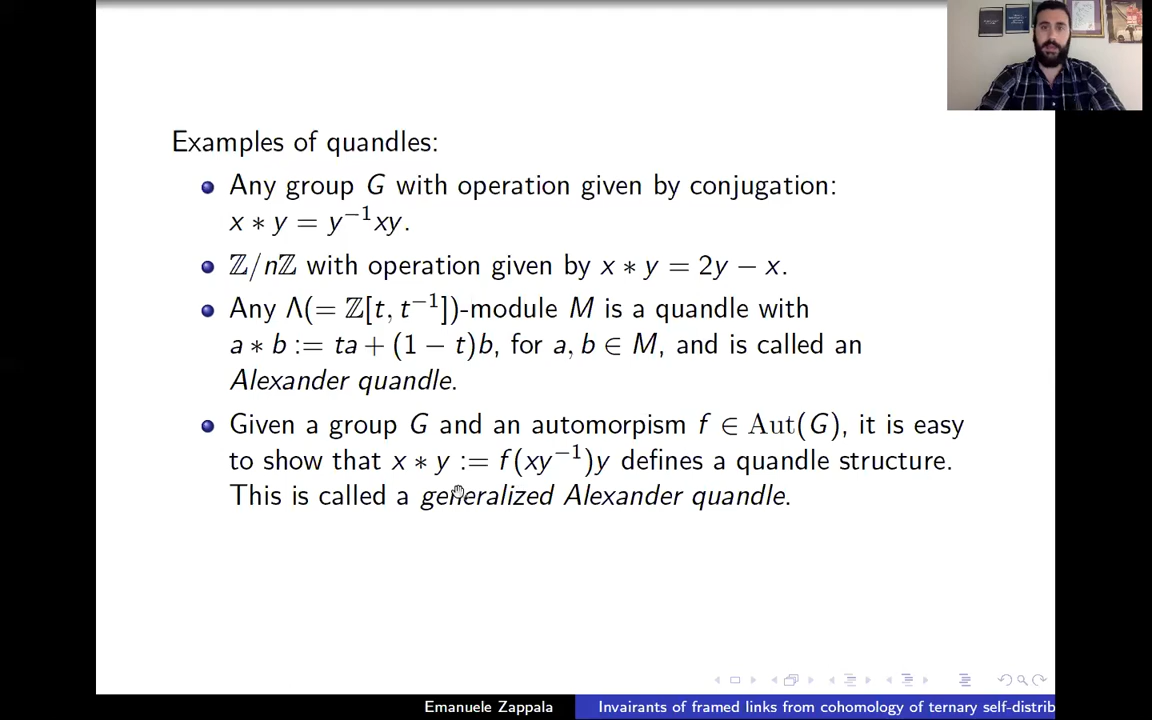 Examples of quandles:
Any group G with operation given by conjugation:
x ∗ y = y⁻¹xy.
ℤ/nℤ with operation given by x ∗ y = 2y − x.
Any Λ(= ℤ[t, t⁻¹])-module M is a quandle with
a ∗ b := ta + (1 − t)b, for a, b ∈ M, and is called an
Alexander quandle.
Given a group G and an automorpism f ∈ Aut(G), it is easy
to show that x ∗ y := f(xy⁻¹)y defines a quandle structure.
This is called a generalized Alexander quandle.
Emanuele Zappala
Invairants of framed links from cohomology of ternary self-distrib